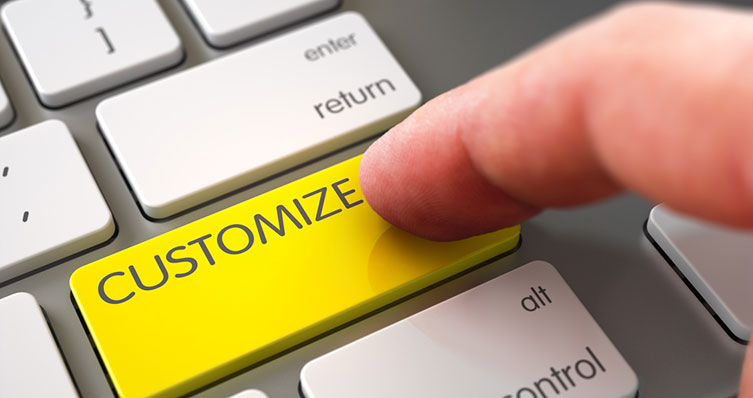 }
]
enter
return
CUSTOMIZE
alt
control